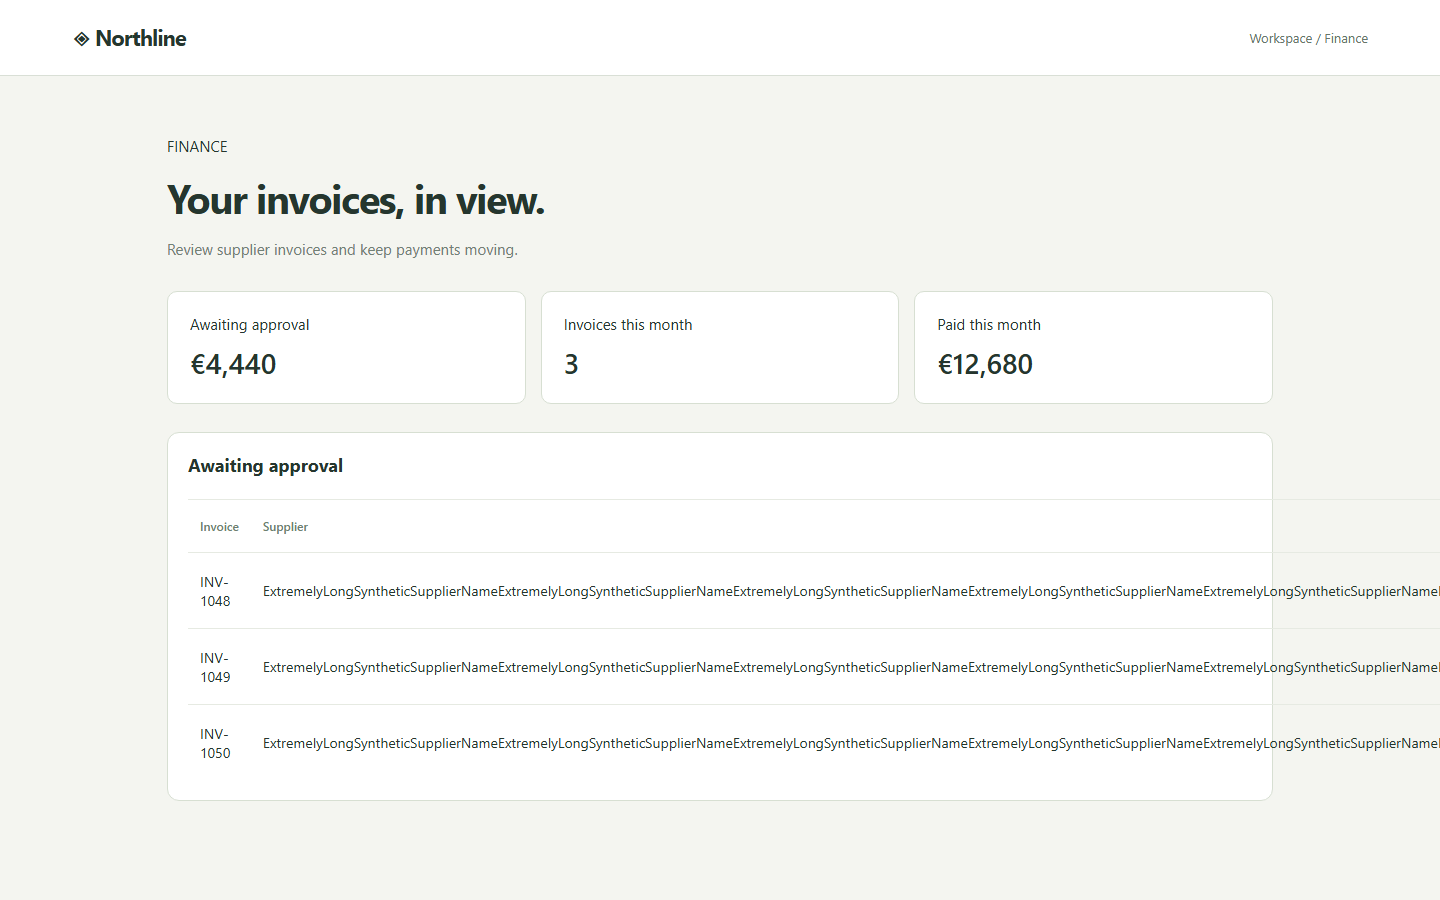 Northline
Workspace / Finance
FINANCE
Your invoices, in view.
Review supplier invoices and keep payments moving.
Awaiting approval
€4,440
Invoices this month
3
Paid this month
€12,680
Awaiting approval
Invoice Supplier
INV-
1048
ExtremelyLongSyntheticSupplierNameExtremelyLongSyntheticSupplierNameExtremelyLongSyntheticSupplierNameExtremelyLongSyntheticSupplierNameExtremelyLongSyntheticSupplierName
INV-
1049
ExtremelyLongSyntheticSupplierNameExtremelyLongSyntheticSupplierNameExtremelyLongSyntheticSupplierNameExtremelyLongSyntheticSupplierNameExtremelyLongSyntheticSupplierName
INV-
1050
ExtremelyLongSyntheticSupplierNameExtremelyLongSyntheticSupplierNameExtremelyLongSyntheticSupplierNameExtremelyLongSyntheticSupplierNameExtremelyLongSyntheticSupplierName